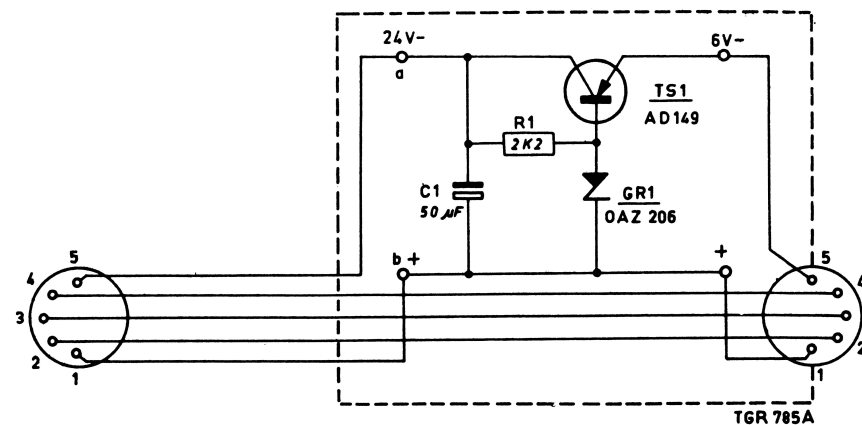 24V-
a
6V-
TS1
AD149
R1
2K2
C1
50 µF
GR1
OAZ 206
b +
+
5
4
3
2
1
5
4
2
1
TGR 785A